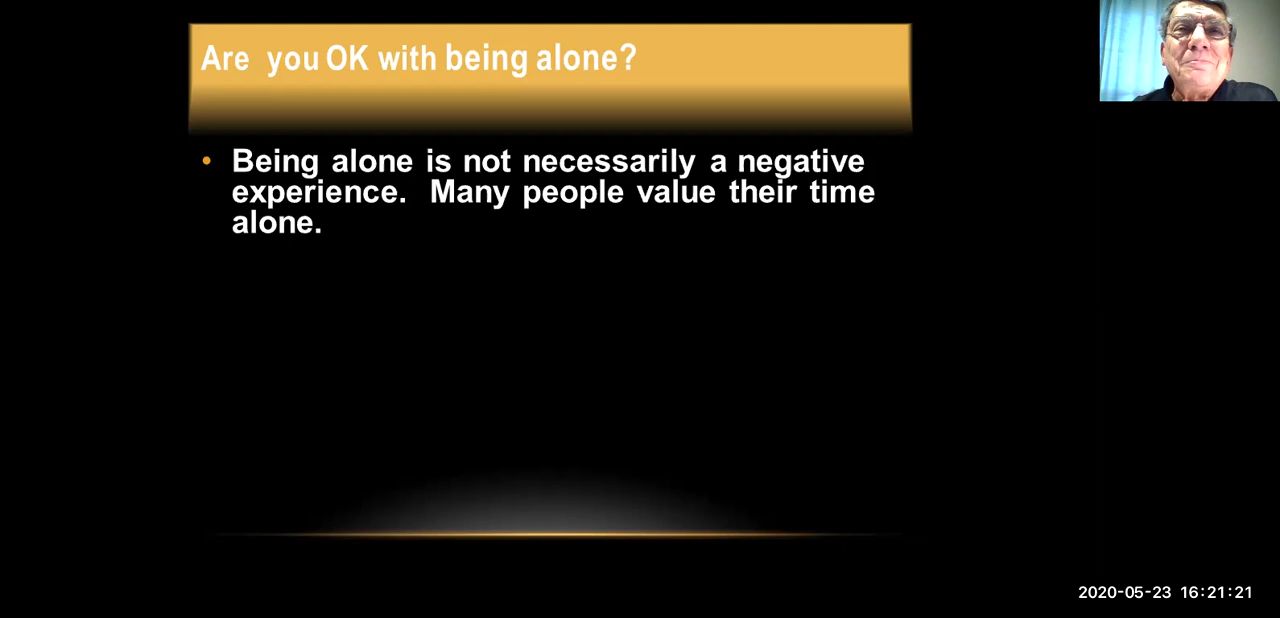 Are you OK with being alone?
• Being alone is not necessarily a negative
experience. Many people value their time
alone.
2020-05-23 16:21:21